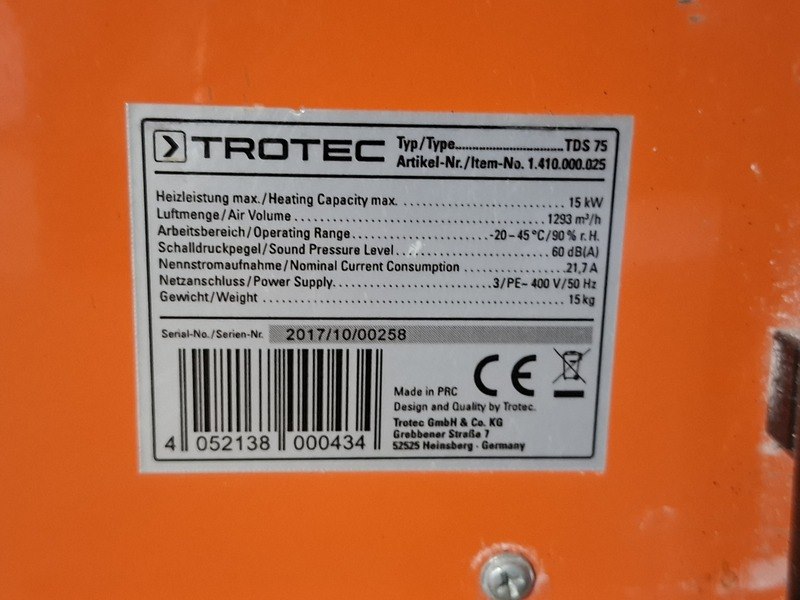 TROTEC
Typ/Type..............................TDS 75
Artikel-Nr./Item-No. 1.410.000.025
Heizleistung max./Heating Capacity max. ........................ 15 kW
Luftmenge/Air Volume ........................................ 1293 m³/h
Arbeitsbereich/Operating Range........................-20–45°C/90% r.H.
Schalldruckpegel/Sound Pressure Level........................ 60 dB(A)
Nennstromaufnahme/Nominal Current Consumption ................ 21,7 A
Netzanschluss/Power Supply........................ 3/PE~ 400 V/50 Hz
Gewicht/Weight ........................................ 15 kg
Serial-No./Serien-Nr. 2017/10/00258
CE
Made in PRC
Design and Quality by Trotec.
Trotec GmbH & Co. KG
Grebbener Straße 7
52525 Heinsberg - Germany
4 052138 000434